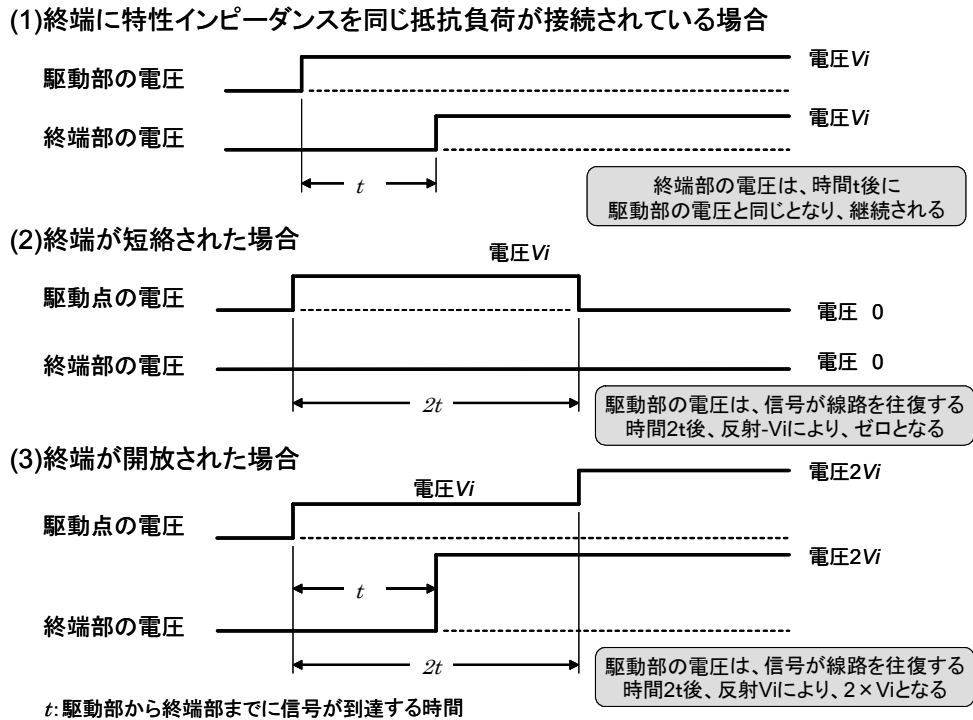 (1)終端に特性インピーダンスを同じ抵抗負荷が接続されている場合
電圧Vi
駆動部の電圧
電圧Vi
終端部の電圧
t
終端部の電圧は、時間t後に
駆動部の電圧と同じとなり、継続される
(2)終端が短絡された場合
電圧Vi
駆動点の電圧
電圧 0
終端部の電圧
電圧 0
2t
駆動部の電圧は、信号が線路を往復する
時間2t後、反射-Viにより、ゼロとなる
(3)終端が開放された場合
電圧2Vi
電圧Vi
駆動点の電圧
電圧2Vi
t
終端部の電圧
2t
駆動部の電圧は、信号が線路を往復する
時間2t後、反射Viにより、2×Viとなる
t:駆動部から終端部までに信号が到達する時間